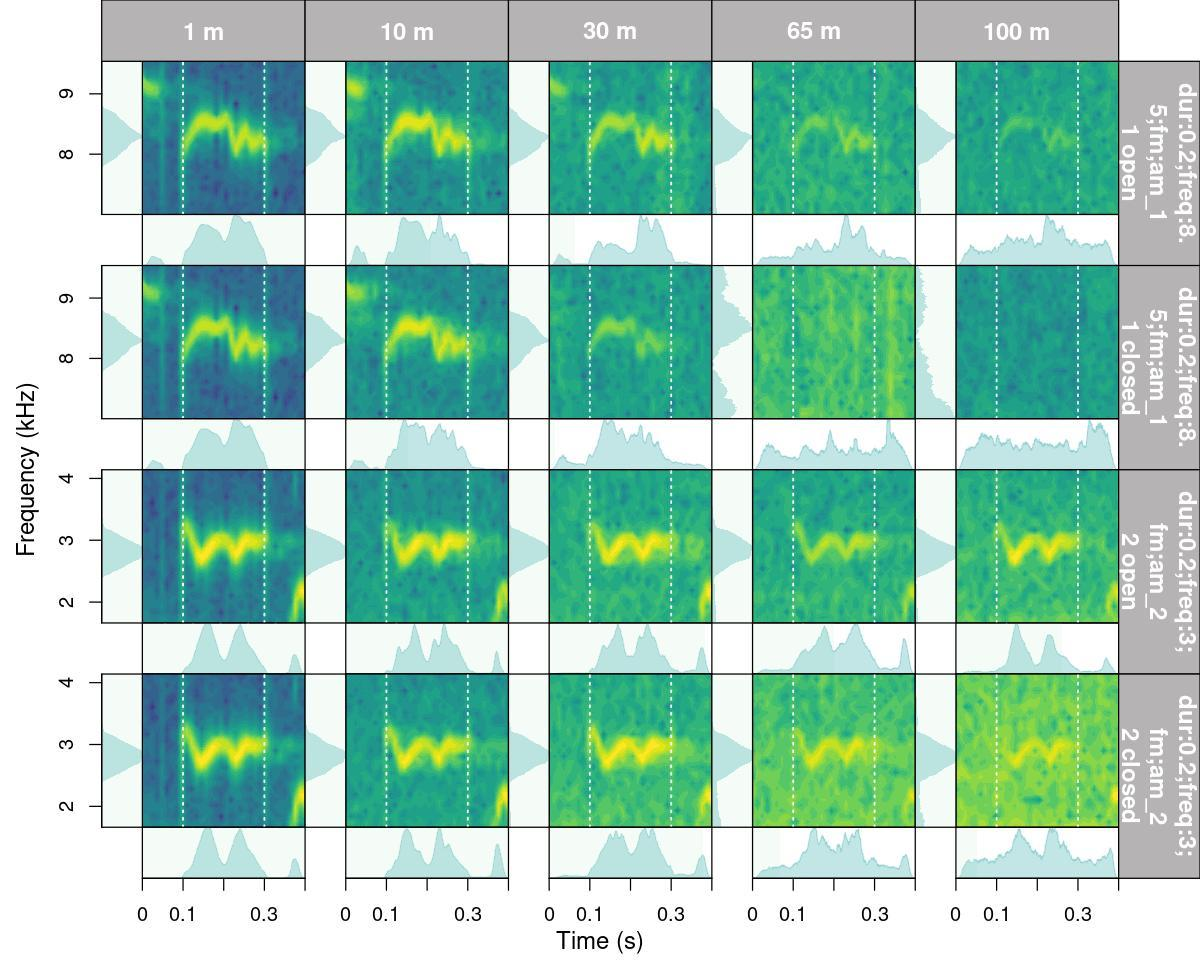 1 m 10 m 30 m 65 m 100 m
dur:0.2;freq:8.
5;fm;am_1
1 open
9
8
dur:0.2;freq:8.
5;fm;am_1
1 closed
9
8
Frequency (kHz)
dur:0.2;freq:3;
fm;am_2
2 open
4
3
2
dur:0.2;freq:3;
fm;am_2
2 closed
4
3
2
0 0.1 0.3 0 0.1 0.3 0 0.1 0.3 0 0.1 0.3 0 0.1 0.3
Time (s)